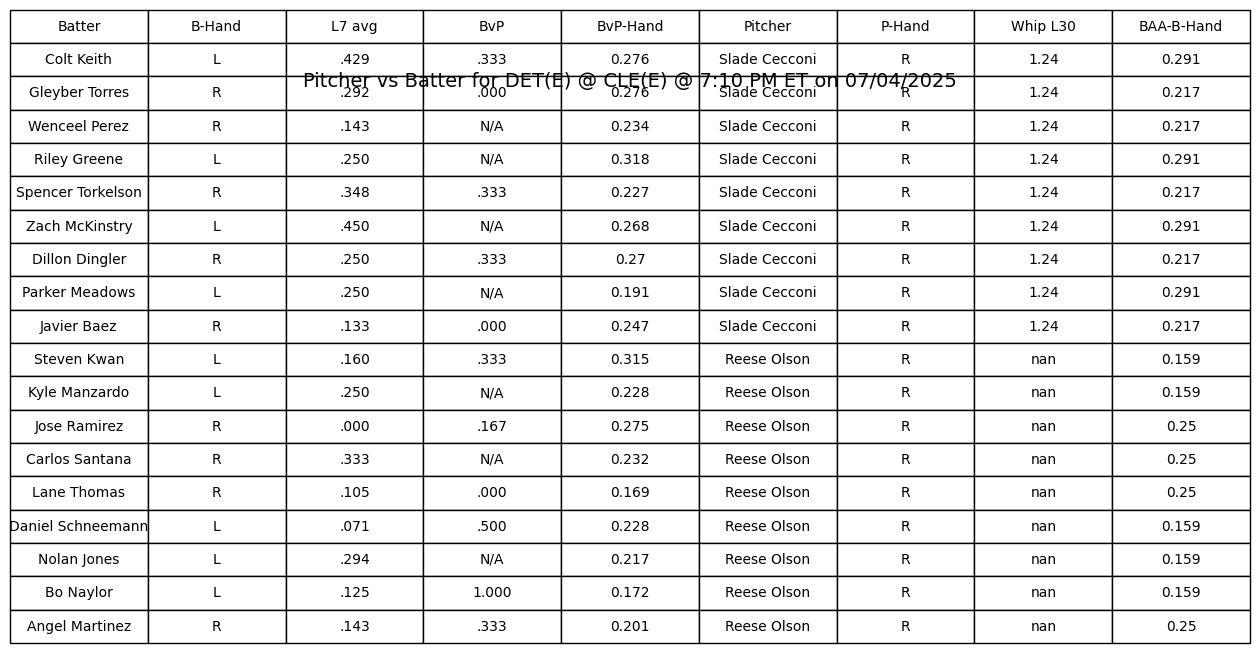 Batter B-Hand L7 avg BvP BvP-Hand Pitcher P-Hand Whip L30 BAA-B-Hand
Colt Keith L .429 .333 0.276 Slade Cecconi R 1.24 0.291
Pitcher vs Batter for DET(E) @ CLE(E) @ 7:10 PM ET on 07/04/2025
Gleyber Torres R .292 .000 0.276 Slade Cecconi R 1.24 0.217
Wenceel Perez R .143 N/A 0.234 Slade Cecconi R 1.24 0.217
Riley Greene L .250 N/A 0.318 Slade Cecconi R 1.24 0.291
Spencer Torkelson R .348 .333 0.227 Slade Cecconi R 1.24 0.217
Zach McKinstry L .450 N/A 0.268 Slade Cecconi R 1.24 0.291
Dillon Dingler R .250 .333 0.27 Slade Cecconi R 1.24 0.217
Parker Meadows L .250 N/A 0.191 Slade Cecconi R 1.24 0.291
Javier Baez R .133 .000 0.247 Slade Cecconi R 1.24 0.217
Steven Kwan L .160 .333 0.315 Reese Olson R nan 0.159
Kyle Manzardo L .250 N/A 0.228 Reese Olson R nan 0.159
Jose Ramirez R .000 .167 0.275 Reese Olson R nan 0.25
Carlos Santana R .333 N/A 0.232 Reese Olson R nan 0.25
Lane Thomas R .105 .000 0.169 Reese Olson R nan 0.25
Daniel Schneemann L .071 .500 0.228 Reese Olson R nan 0.159
Nolan Jones L .294 N/A 0.217 Reese Olson R nan 0.159
Bo Naylor L .125 1.000 0.172 Reese Olson R nan 0.159
Angel Martinez R .143 .333 0.201 Reese Olson R nan 0.25